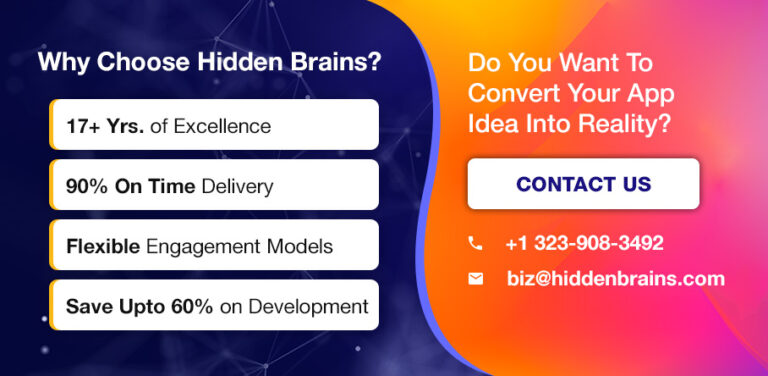 Why Choose Hidden Brains?
17+ Yrs. of Excellence
90% On Time Delivery
Flexible Engagement Models
Save Upto 60% on Development
Do You Want To
Convert Your App
Idea Into Reality?
CONTACT US
+1 323-908-3492
biz@hiddenbrains.com